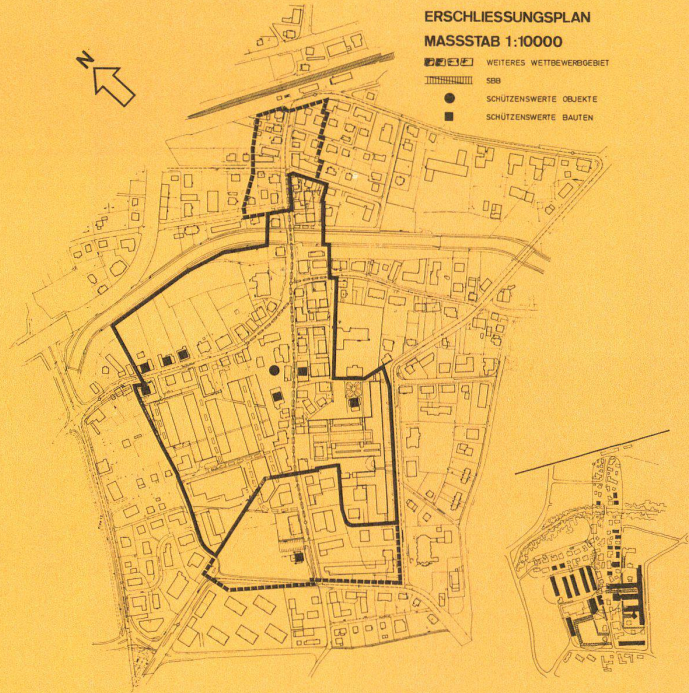 ERSCHLIESSUNGSPLAN
MASSSTAB 1:10000
WEITERES WETTBEWERBGEBIET
SBB
SCHÜTZENSWERTE OBJEKTE
SCHÜTZENSWERTE BAUTEN
N